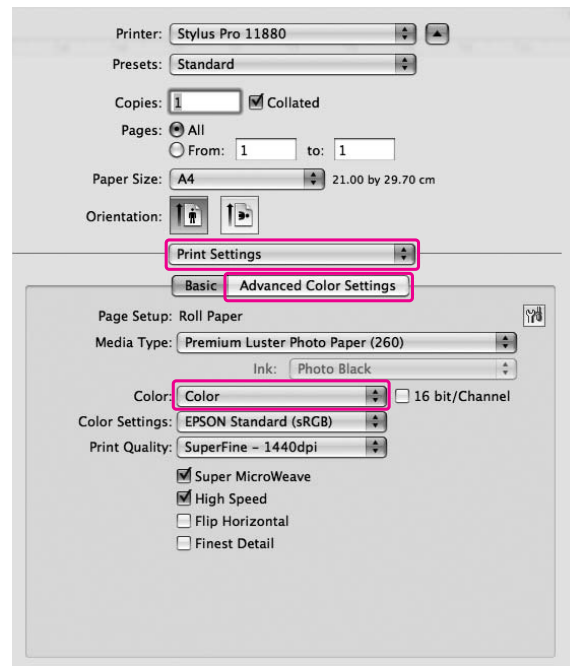 Printer: Stylus Pro 11880
Presets: Standard
Copies: 1 Collated
Pages: All
From: 1 to: 1
Paper Size: A4 21.00 by 29.70 cm
Orientation:
Print Settings
Basic Advanced Color Settings
Page Setup: Roll Paper
Media Type: Premium Luster Photo Paper (260)
Ink: Photo Black
Color: Color 16 bit/Channel
Color Settings: EPSON Standard (sRGB)
Print Quality: SuperFine – 1440dpi
Super MicroWeave
High Speed
Flip Horizontal
Finest Detail